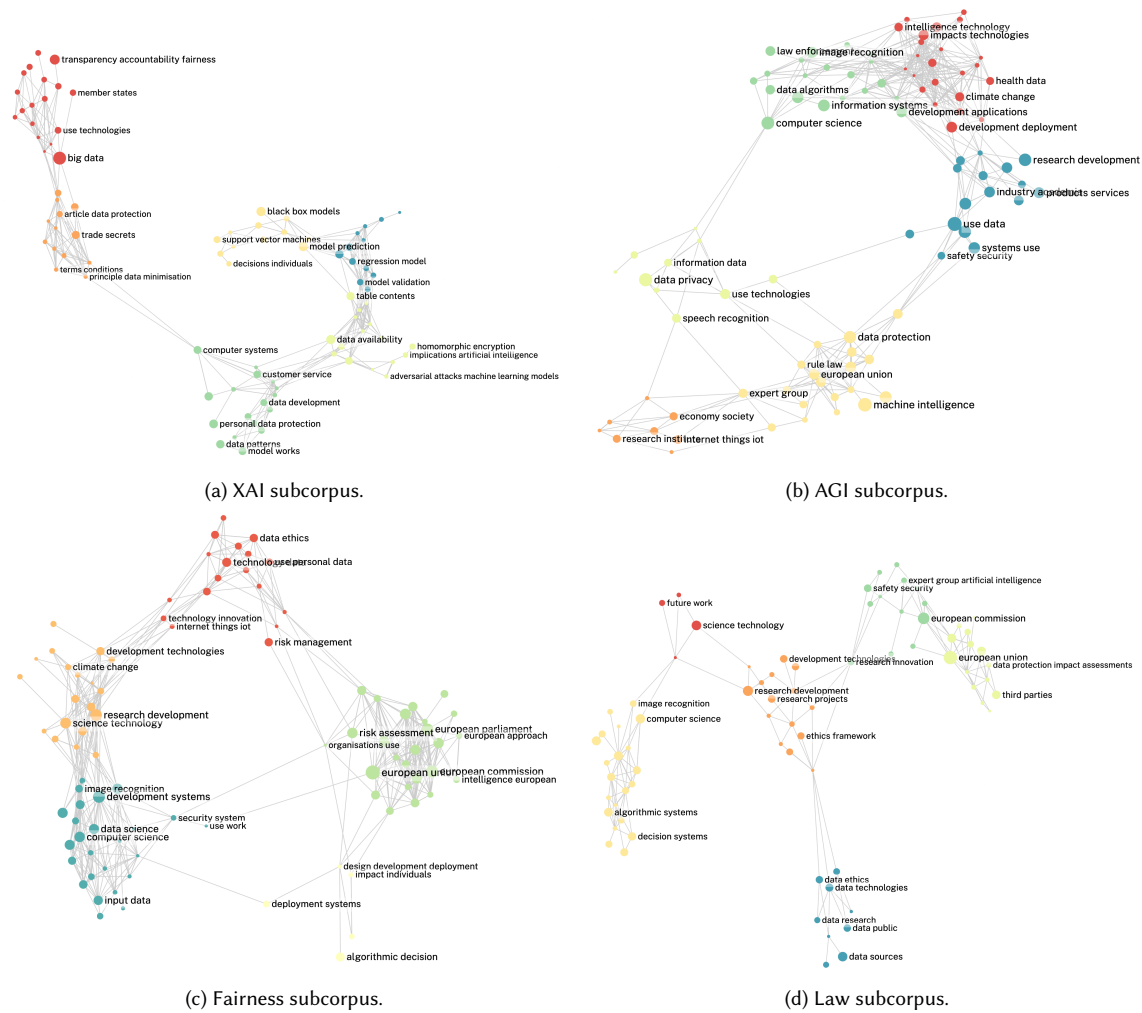 transparency accountability fairness
member states
use technologies
big data
article data protection
trade secrets
terms conditions
principle data minimisation
black box models
support vector machines
model prediction
decisions individuals
regression model
model validation
table contents
data availability
homomorphic encryption
implications artificial intelligence
adversarial attacks machine learning models
computer systems
customer service
data development
personal data protection
data patterns
model works
(a) XAI subcorpus.
intelligence technology
impacts technologies
image recognition
health data
data algorithms
climate change
information systems
development applications
computer science
development deployment
research development
products services
use data
systems use
safety security
information data
data privacy
use technologies
speech recognition
data protection
rule law
european union
expert group
machine intelligence
economy society
research institute
internet things iot
(b) AGI subcorpus.
data ethics
use personal data
technology innovation
internet things iot
risk management
development technologies
climate change
research development
science technology
risk assessment
european parliament
european approach
organisations use
european union
european commission
intelligence european
image recognition
development systems
security system
use work
data science
computer science
design development deployment
impact individuals
input data
deployment systems
algorithmic decision
(c) Fairness subcorpus.
future work
science technology
expert group artificial intelligence
safety security
european commission
development technologies
research innovation
european union
data protection impact assessments
research development
research projects
third parties
image recognition
computer science
ethics framework
algorithmic systems
decision systems
data ethics
data technologies
data research
data public
data sources
(d) Law subcorpus.